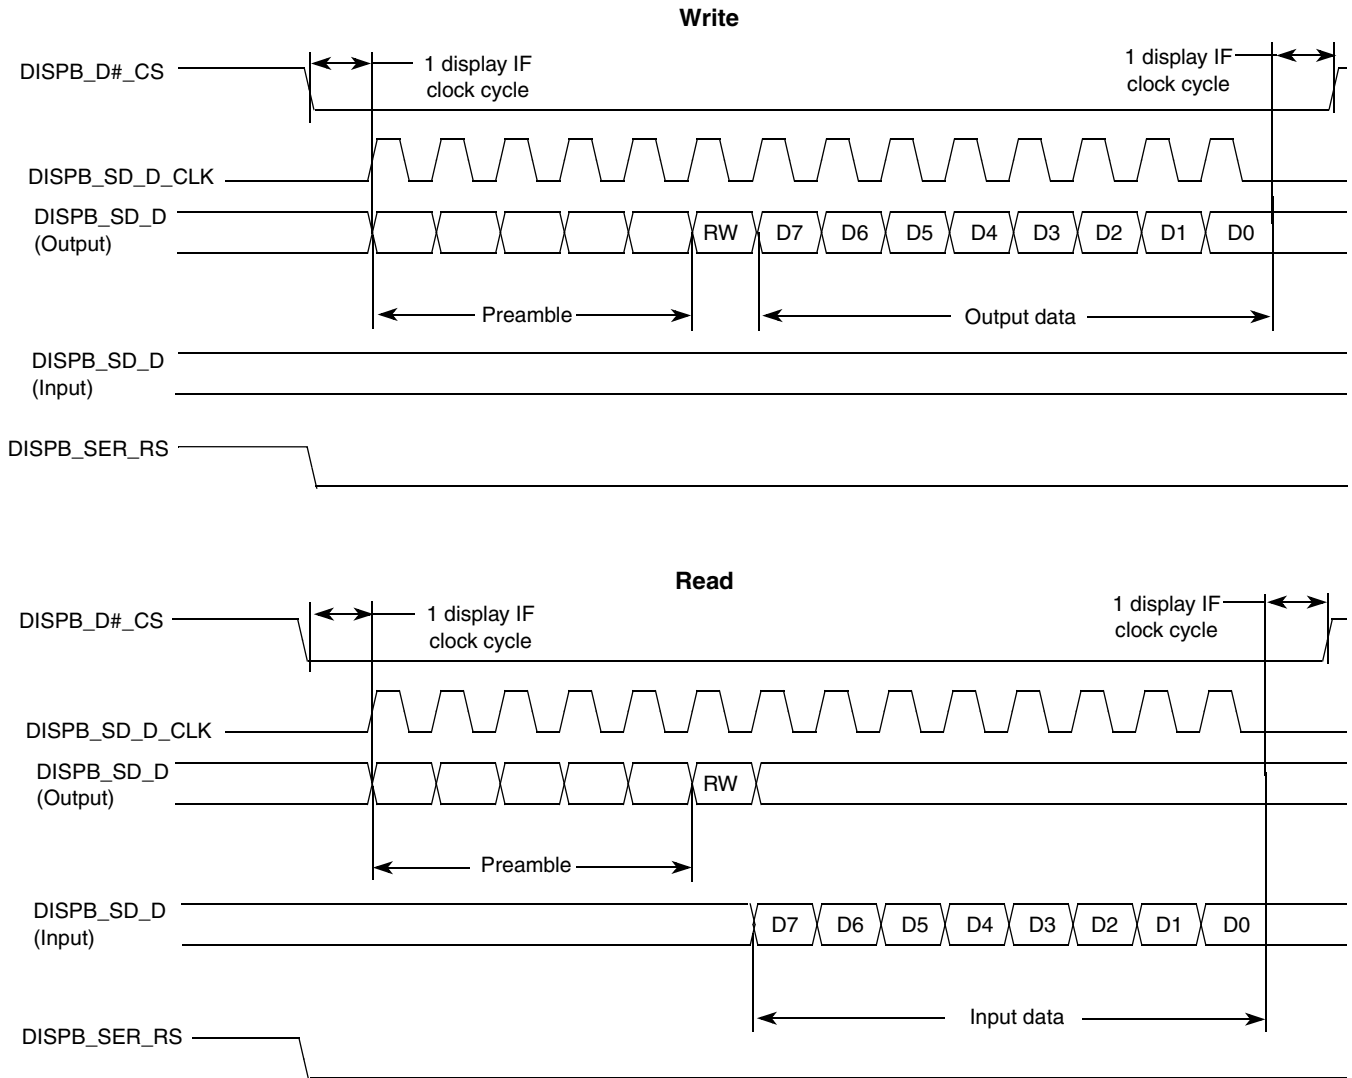 Write
DISPB_D#_CS
1 display IF
clock cycle
1 display IF
clock cycle
DISPB_SD_D_CLK
DISPB_SD_D
(Output)
RW D7 D6 D5 D4 D3 D2 D1 D0
Preamble
Output data
DISPB_SD_D
(Input)
DISPB_SER_RS
Read
DISPB_D#_CS
1 display IF
clock cycle
1 display IF
clock cycle
DISPB_SD_D_CLK
DISPB_SD_D
(Output)
RW
Preamble
DISPB_SD_D
(Input)
D7 D6 D5 D4 D3 D2 D1 D0
Input data
DISPB_SER_RS